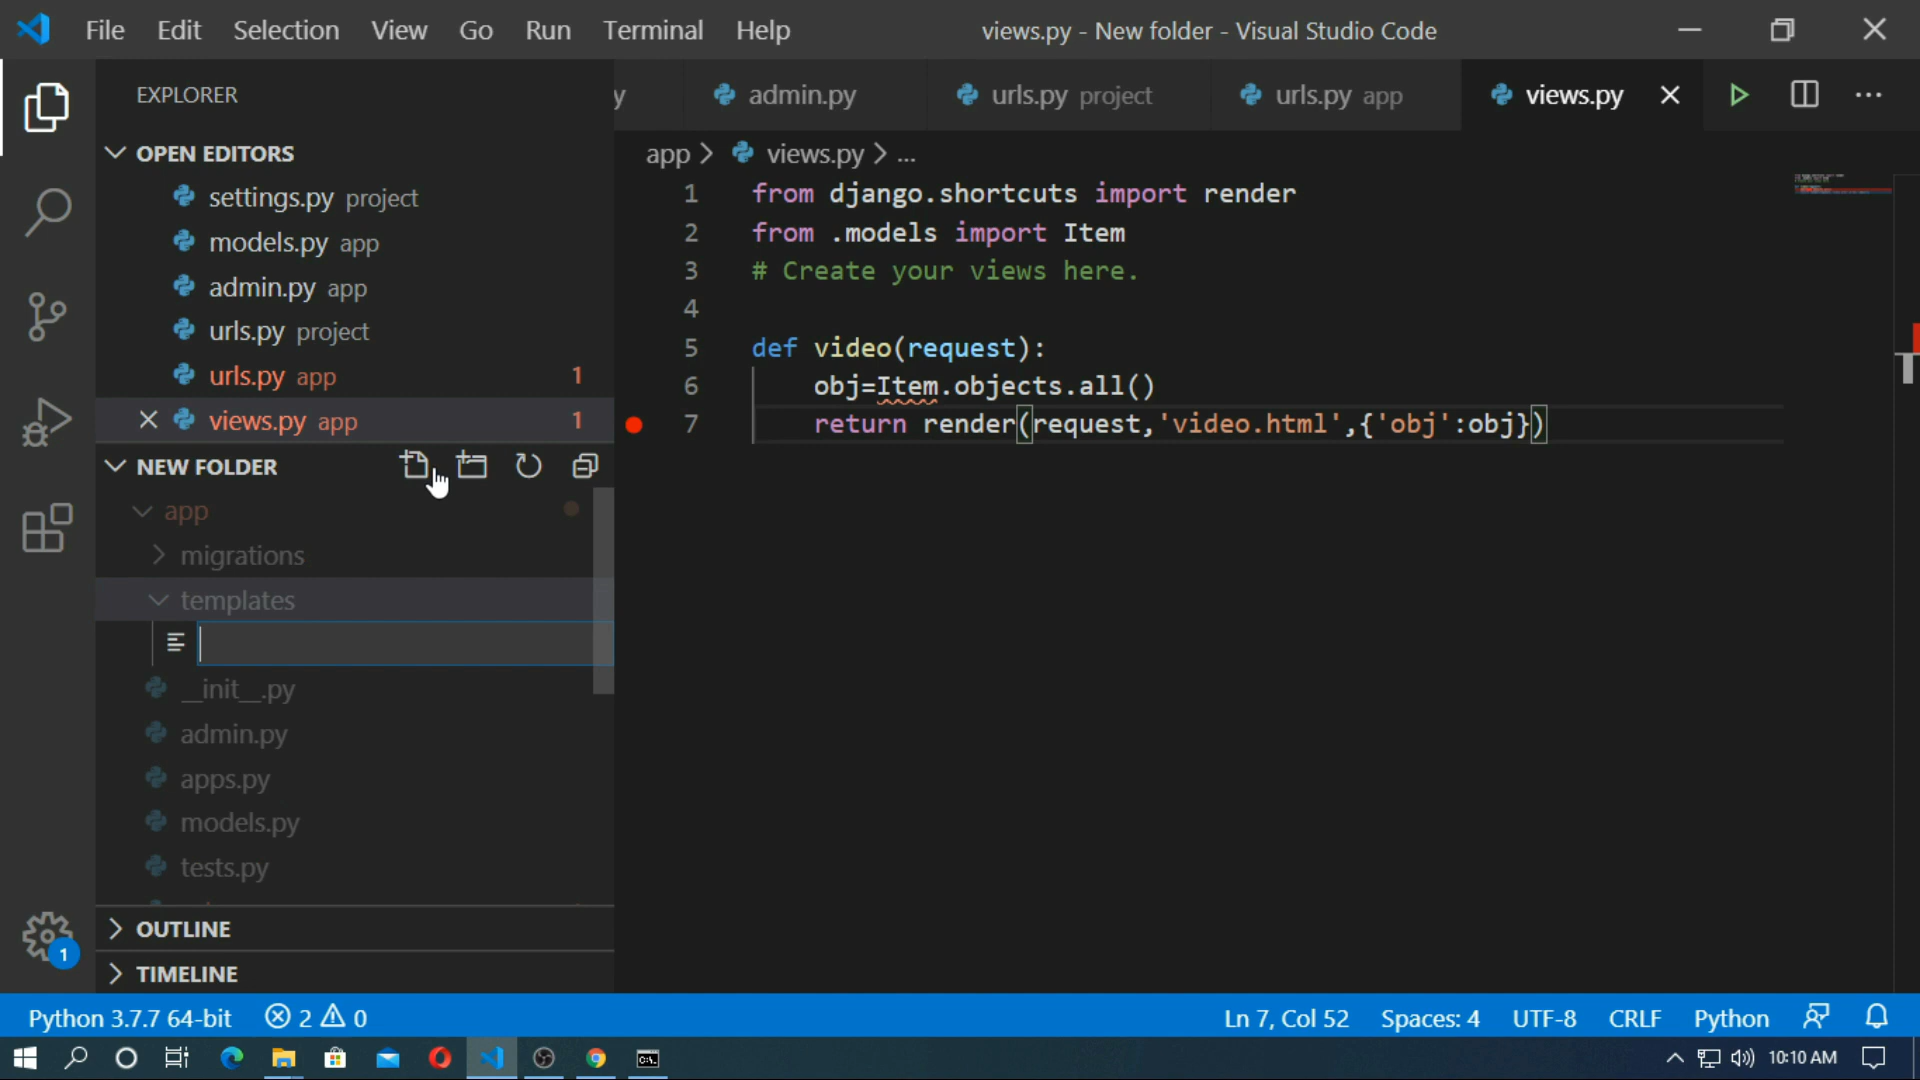 File Edit Selection View Go Run Terminal Help
views.py - New folder - Visual Studio Code
EXPLORER
OPEN EDITORS
settings.py project
models.py app
admin.py app
urls.py project
urls.py app 1
views.py app 1
NEW FOLDER
app
migrations
templates
__init__.py
admin.py
apps.py
models.py
tests.py
OUTLINE
TIMELINE
y admin.py urls.py project urls.py app views.py
app > views.py > ...
1 from django.shortcuts import render
2 from .models import Item
3 # Create your views here.
4
5 def video(request):
6 obj=Item.objects.all()
7 return render(request,'video.html',{'obj':obj})
1
Python 3.7.7 64-bit 2 0
Ln 7, Col 52 Spaces: 4 UTF-8 CRLF Python
10:10 AM